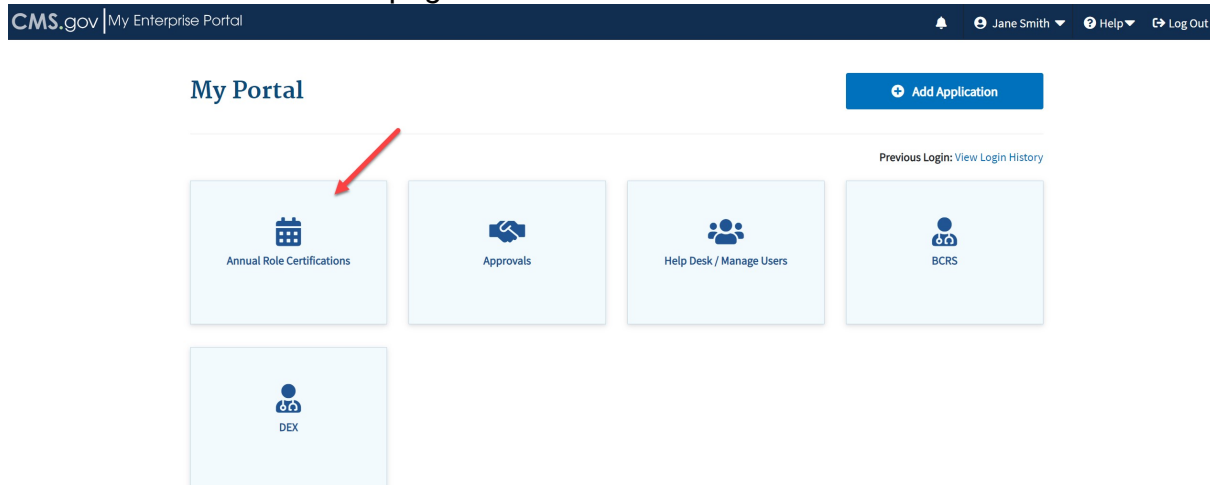 CMS.gov My Enterprise Portal
Jane Smith
Help
Log Out
My Portal
Add Application
Previous Login: View Login History
Annual Role Certifications
Approvals
Help Desk / Manage Users
BCRS
DEX